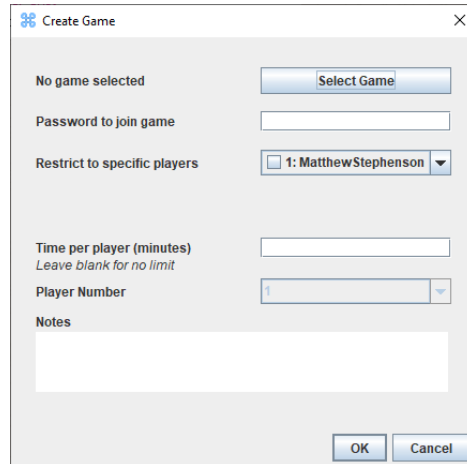 Create Game
No game selected Select Game
Password to join game
Restrict to specific players 1: MatthewStephenson
Time per player (minutes)
Leave blank for no limit
Player Number 1
Notes
OK Cancel